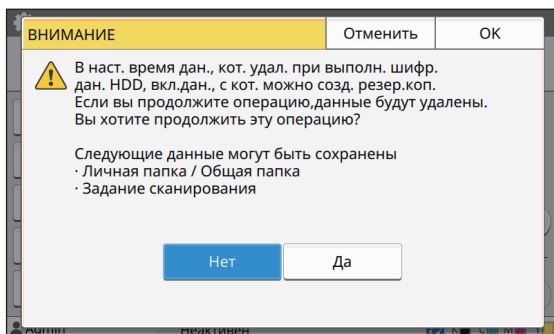 ВНИМАНИЕ
Отменить
OK
В наст. время дан., кот. удал. при выполн. шифр.
дан. HDD, вкл.дан., с кот. можно созд. резер.коп.
Если вы продолжите операцию,данные будут удалены.
Вы хотите продолжить эту операцию?
Следующие данные могут быть сохранены
· Личная папка / Общая папка
· Задание сканирования
Нет
Да
Admin
Неактивен
K C M Y